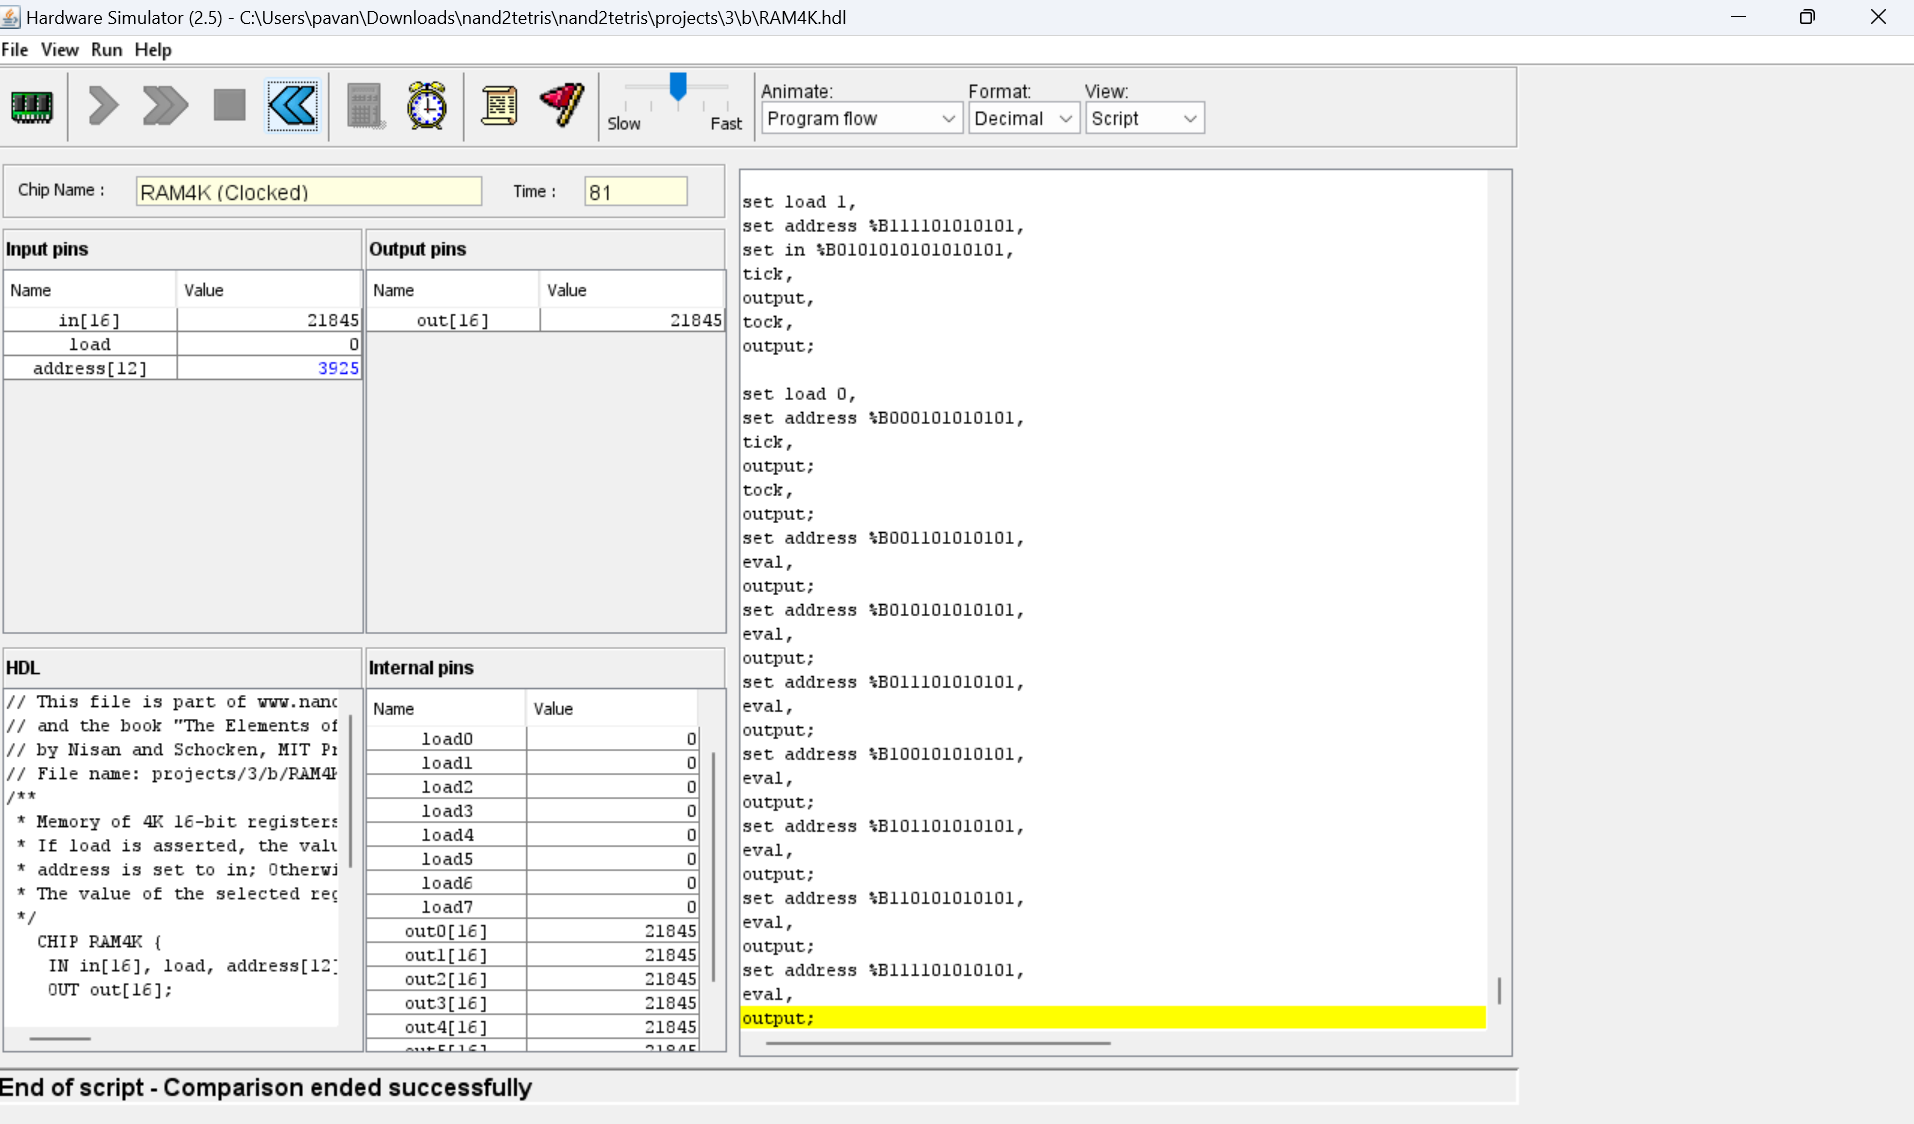 Hardware Simulator (2.5) - C:\Users\pavan\Downloads\nand2tetris\nand2tetris\projects\3\b\RAM4K.hdl
File View Run Help
Slow Fast
Animate: Format: View:
Program flow Decimal Script
Chip Name : RAM4K (Clocked) Time : 81
Input pins
Name Value
in[16] 21845
load 0
address[12] 3925
Output pins
Name Value
out[16] 21845
HDL
// This file is part of www.nand
// and the book "The Elements of
// by Nisan and Schocken, MIT Pr
// File name: projects/3/b/RAM4K
/**
* Memory of 4K 16-bit registers
* If load is asserted, the valu
* address is set to in; Otherwi
* The value of the selected reg
*/
CHIP RAM4K {
IN in[16], load, address[12]
OUT out[16];
Internal pins
Name Value
load0 0
load1 0
load2 0
load3 0
load4 0
load5 0
load6 0
load7 0
out0[16] 21845
out1[16] 21845
out2[16] 21845
out3[16] 21845
out4[16] 21845
out5[16] 21845
set load 1,
set address %B111101010101,
set in %B0101010101010101,
tick,
output,
tock,
output;
set load 0,
set address %B000101010101,
tick,
output;
tock,
output;
set address %B001101010101,
eval,
output;
set address %B010101010101,
eval,
output;
set address %B011101010101,
eval,
output;
set address %B100101010101,
eval,
output;
set address %B101101010101,
eval,
output;
set address %B110101010101,
eval,
output;
set address %B111101010101,
eval,
output;
End of script - Comparison ended successfully